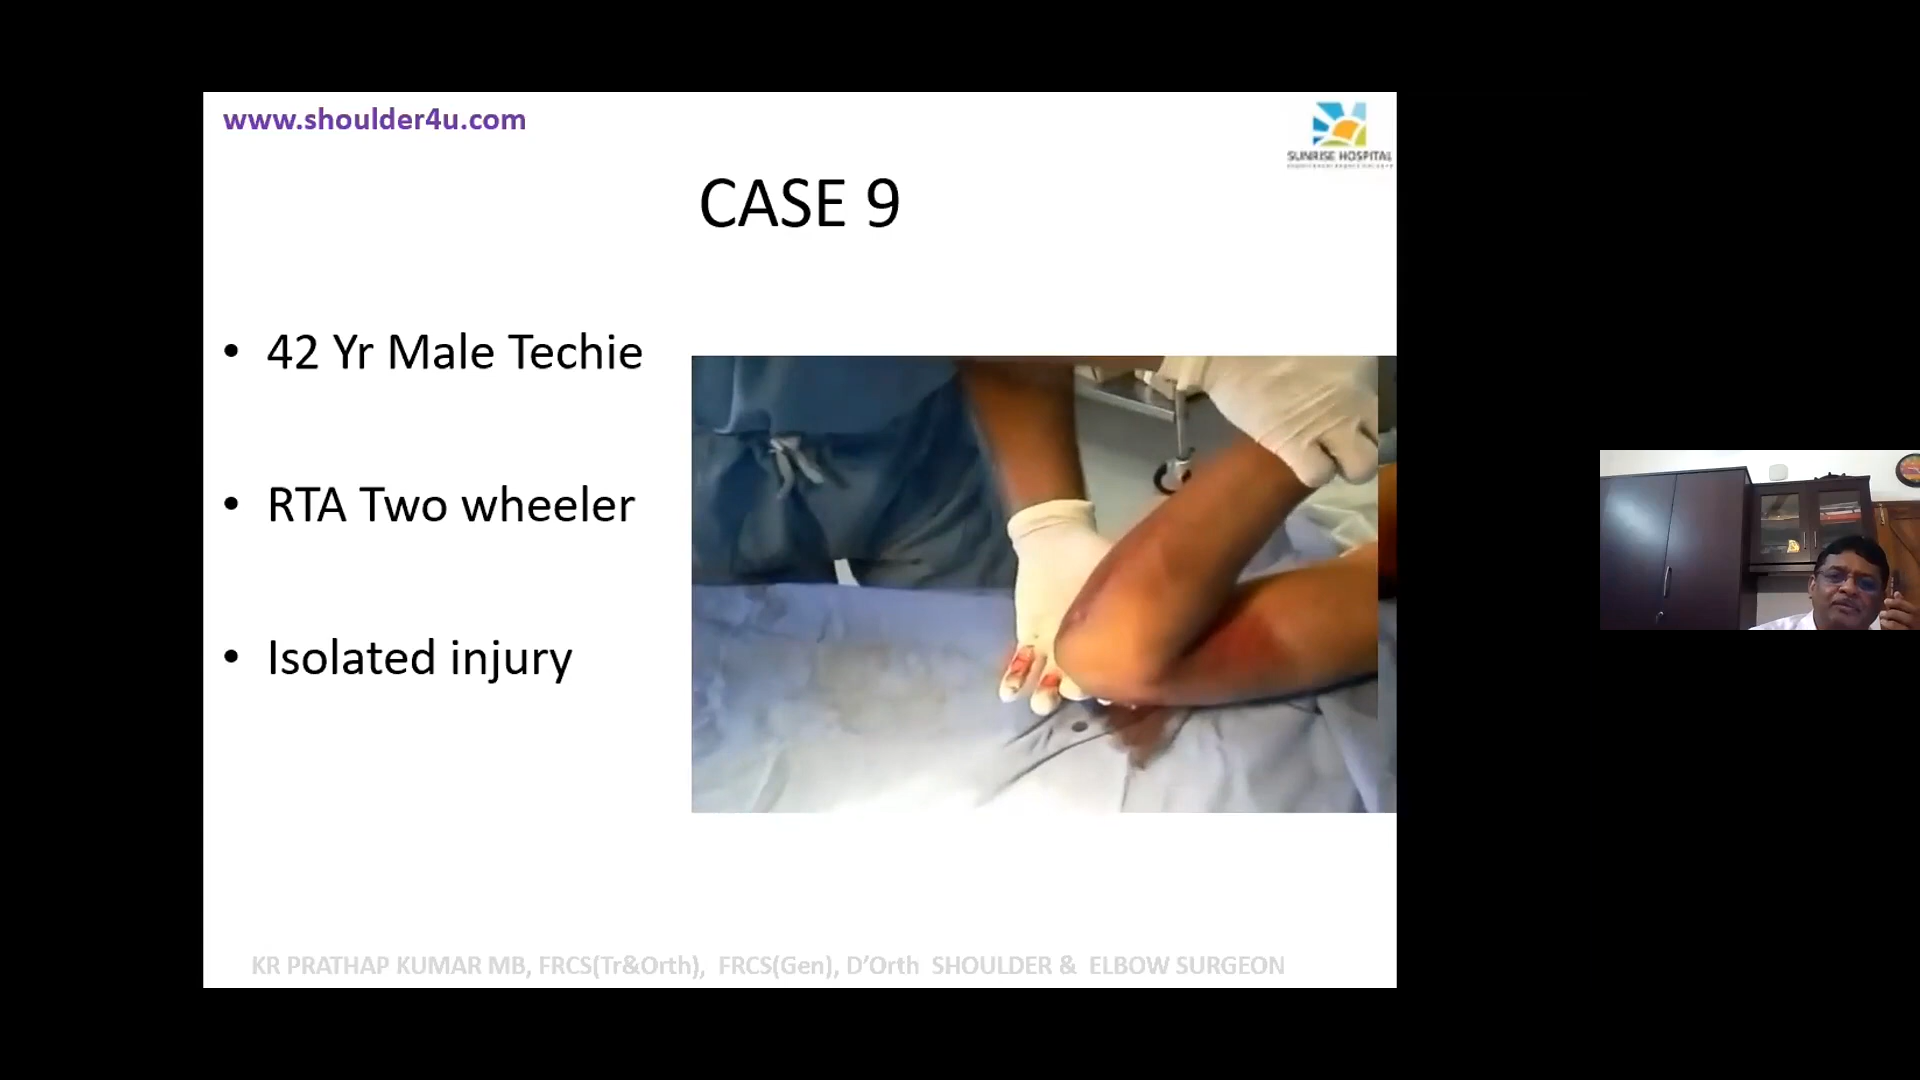 www.shoulder4u.com
SUNRISE HOSPITAL
CASE 9
• 42 Yr Male Techie
• RTA Two wheeler
• Isolated injury
KR PRATHAP KUMAR MB, FRCS(Tr&Orth), FRCS(Gen), D’Orth SHOULDER & ELBOW SURGEON